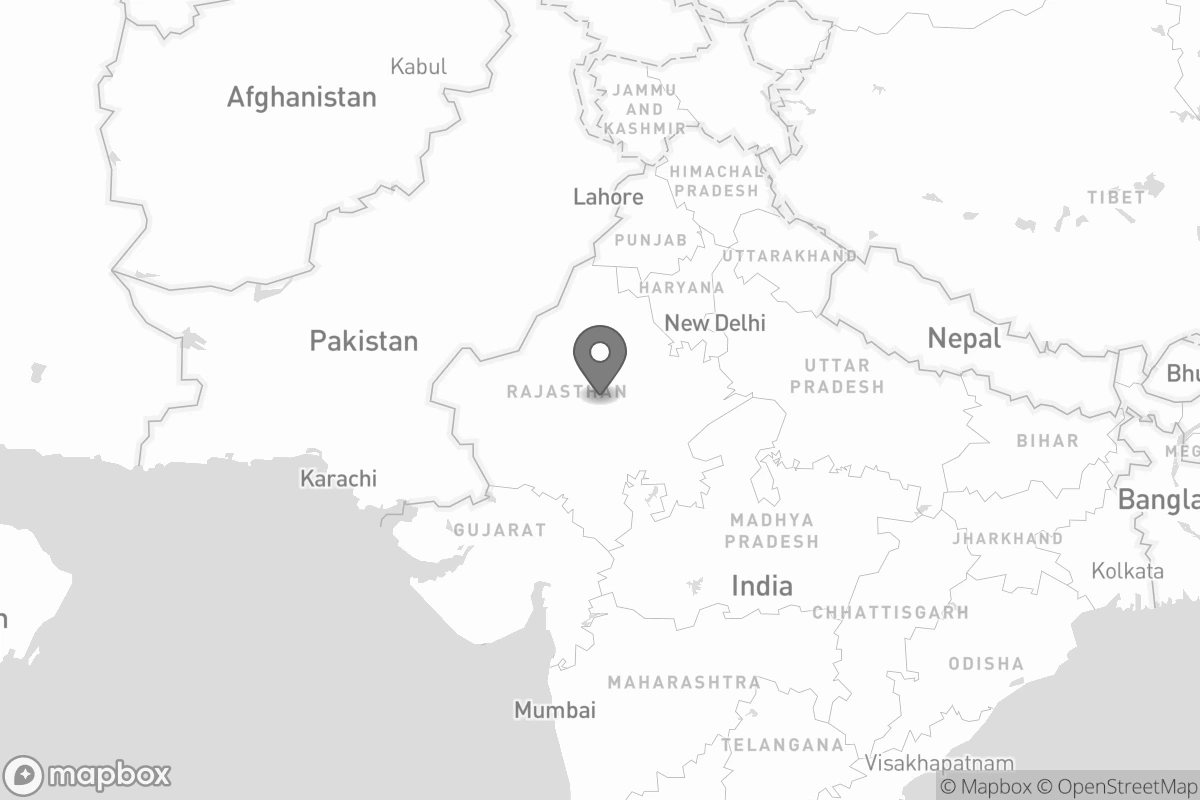 Kabul
Afghanistan
JAMMU
AND
KASHMIR
HIMACHAL
PRADESH
Lahore
TIBET
PUNJAB
UTTARAKHAND
HARYANA
New Delhi
Pakistan
Nepal
UTTAR
PRADESH
Bhu
RAJASTHAN
BIHAR
MEG
Karachi
Bangla
GUJARAT
MADHYA
PRADESH
JHARKHAND
Kolkata
India
CHHATTISGARH
n
ODISHA
MAHARASHTRA
Mumbai
TELANGANA
Visakhapatnam
mapbox
© Mapbox © OpenStreetMap